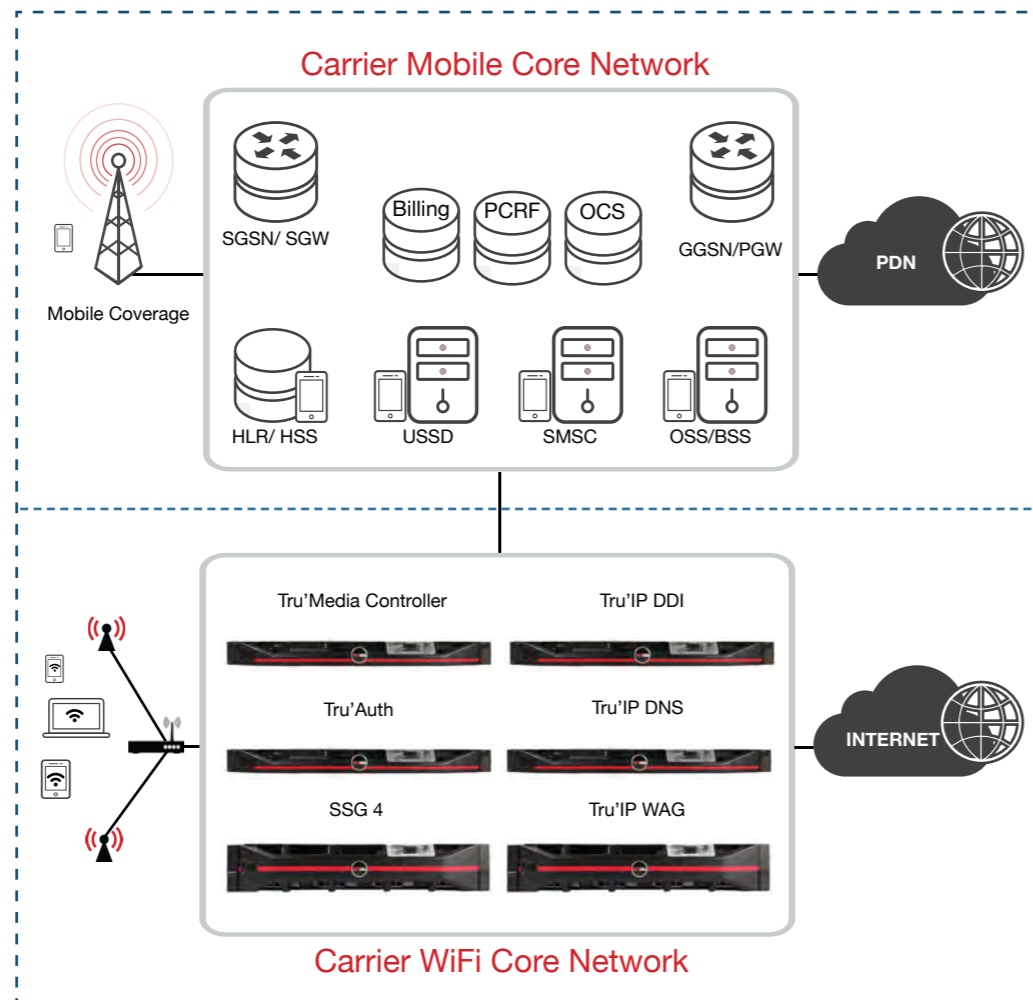 Carrier Mobile Core Network
SGSN/ SGW
Billing
PCRF
OCS
GGSN/PGW
PDN
Mobile Coverage
HLR/ HSS
USSD
SMSC
OSS/BSS
Tru’Media Controller
Tru’IP DDI
Tru’Auth
Tru’IP DNS
INTERNET
SSG 4
Tru’IP WAG
Carrier WiFi Core Network